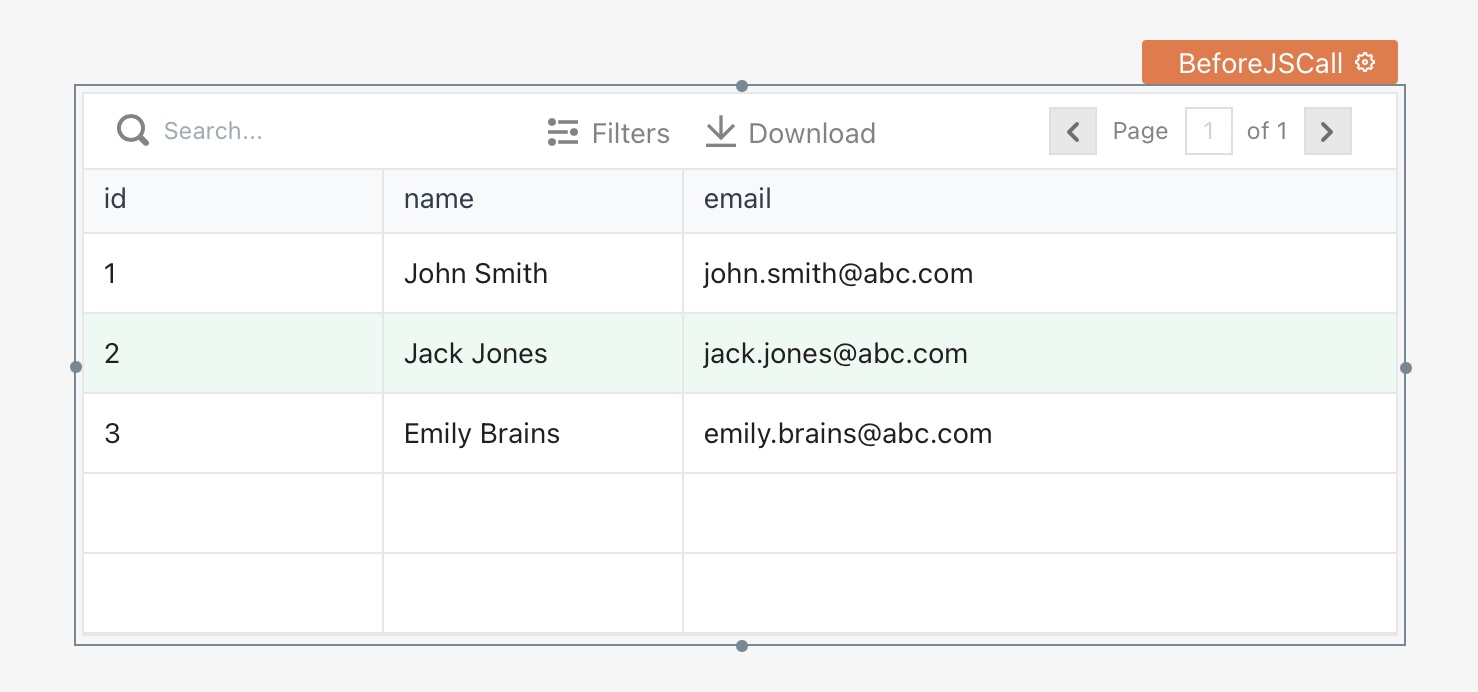 BeforeJSCall
Search... Filters Download Page 1 of 1
id name email
1 John Smith john.smith@abc.com
2 Jack Jones jack.jones@abc.com
3 Emily Brains emily.brains@abc.com